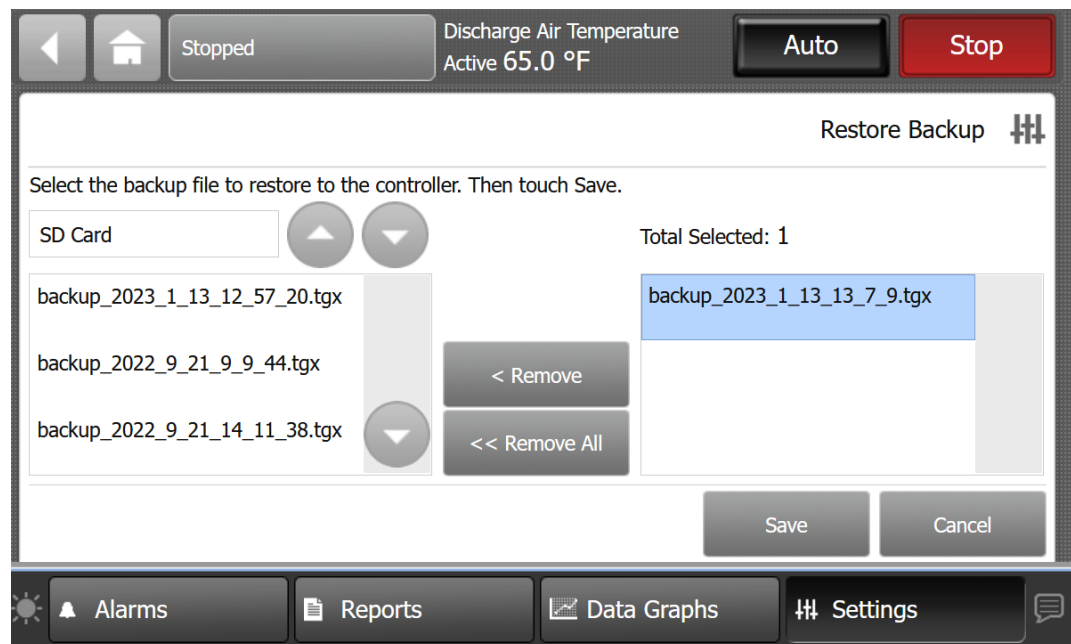 Stopped
Discharge Air Temperature
Active 65.0 °F
Auto
Stop
Restore Backup
Select the backup file to restore to the controller. Then touch Save.
SD Card
Total Selected: 1
backup_2023_1_13_12_57_20.tgx
backup_2022_9_21_9_9_44.tgx
backup_2022_9_21_14_11_38.tgx
< Remove
<< Remove All
backup_2023_1_13_13_7_9.tgx
Save
Cancel
Alarms
Reports
Data Graphs
Settings